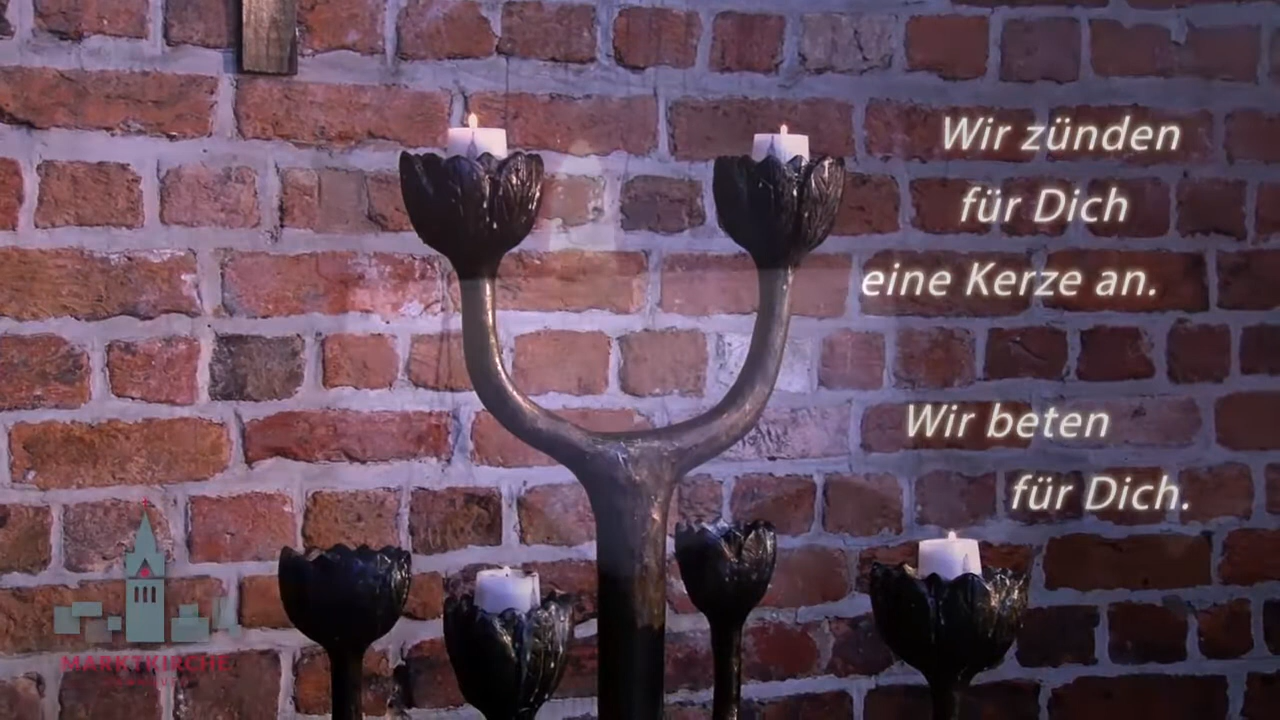 Wir zünden
für Dich
eine Kerze an.
Wir beten
für Dich.
MARKTKIRCHE